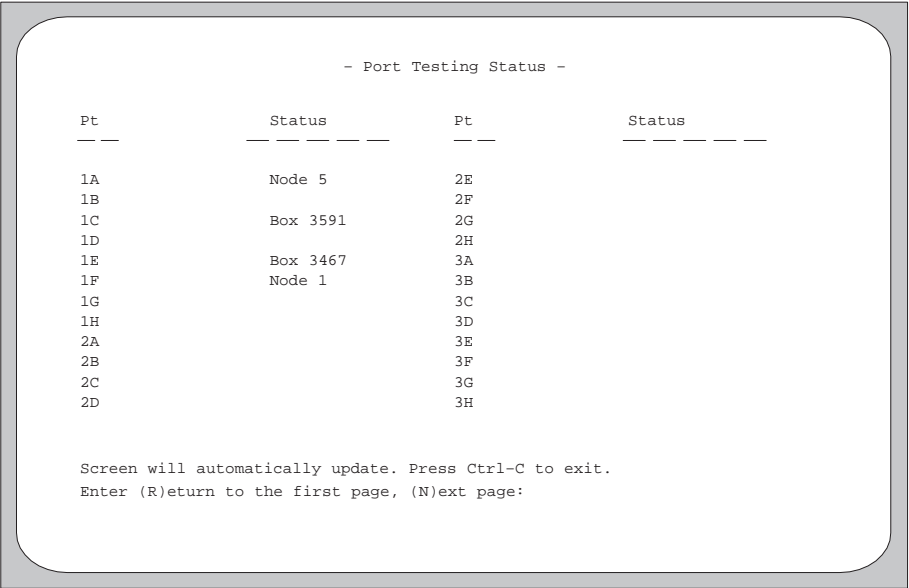 - Port Testing Status -
Pt Status Pt Status
1A Node 5 2E
1B 2F
1C Box 3591 2G
1D 2H
1E Box 3467 3A
1F Node 1 3B
1G 3C
1H 3D
2A 3E
2B 3F
2C 3G
2D 3H
Screen will automatically update. Press Ctrl-C to exit.
Enter (R)eturn to the first page, (N)ext page: